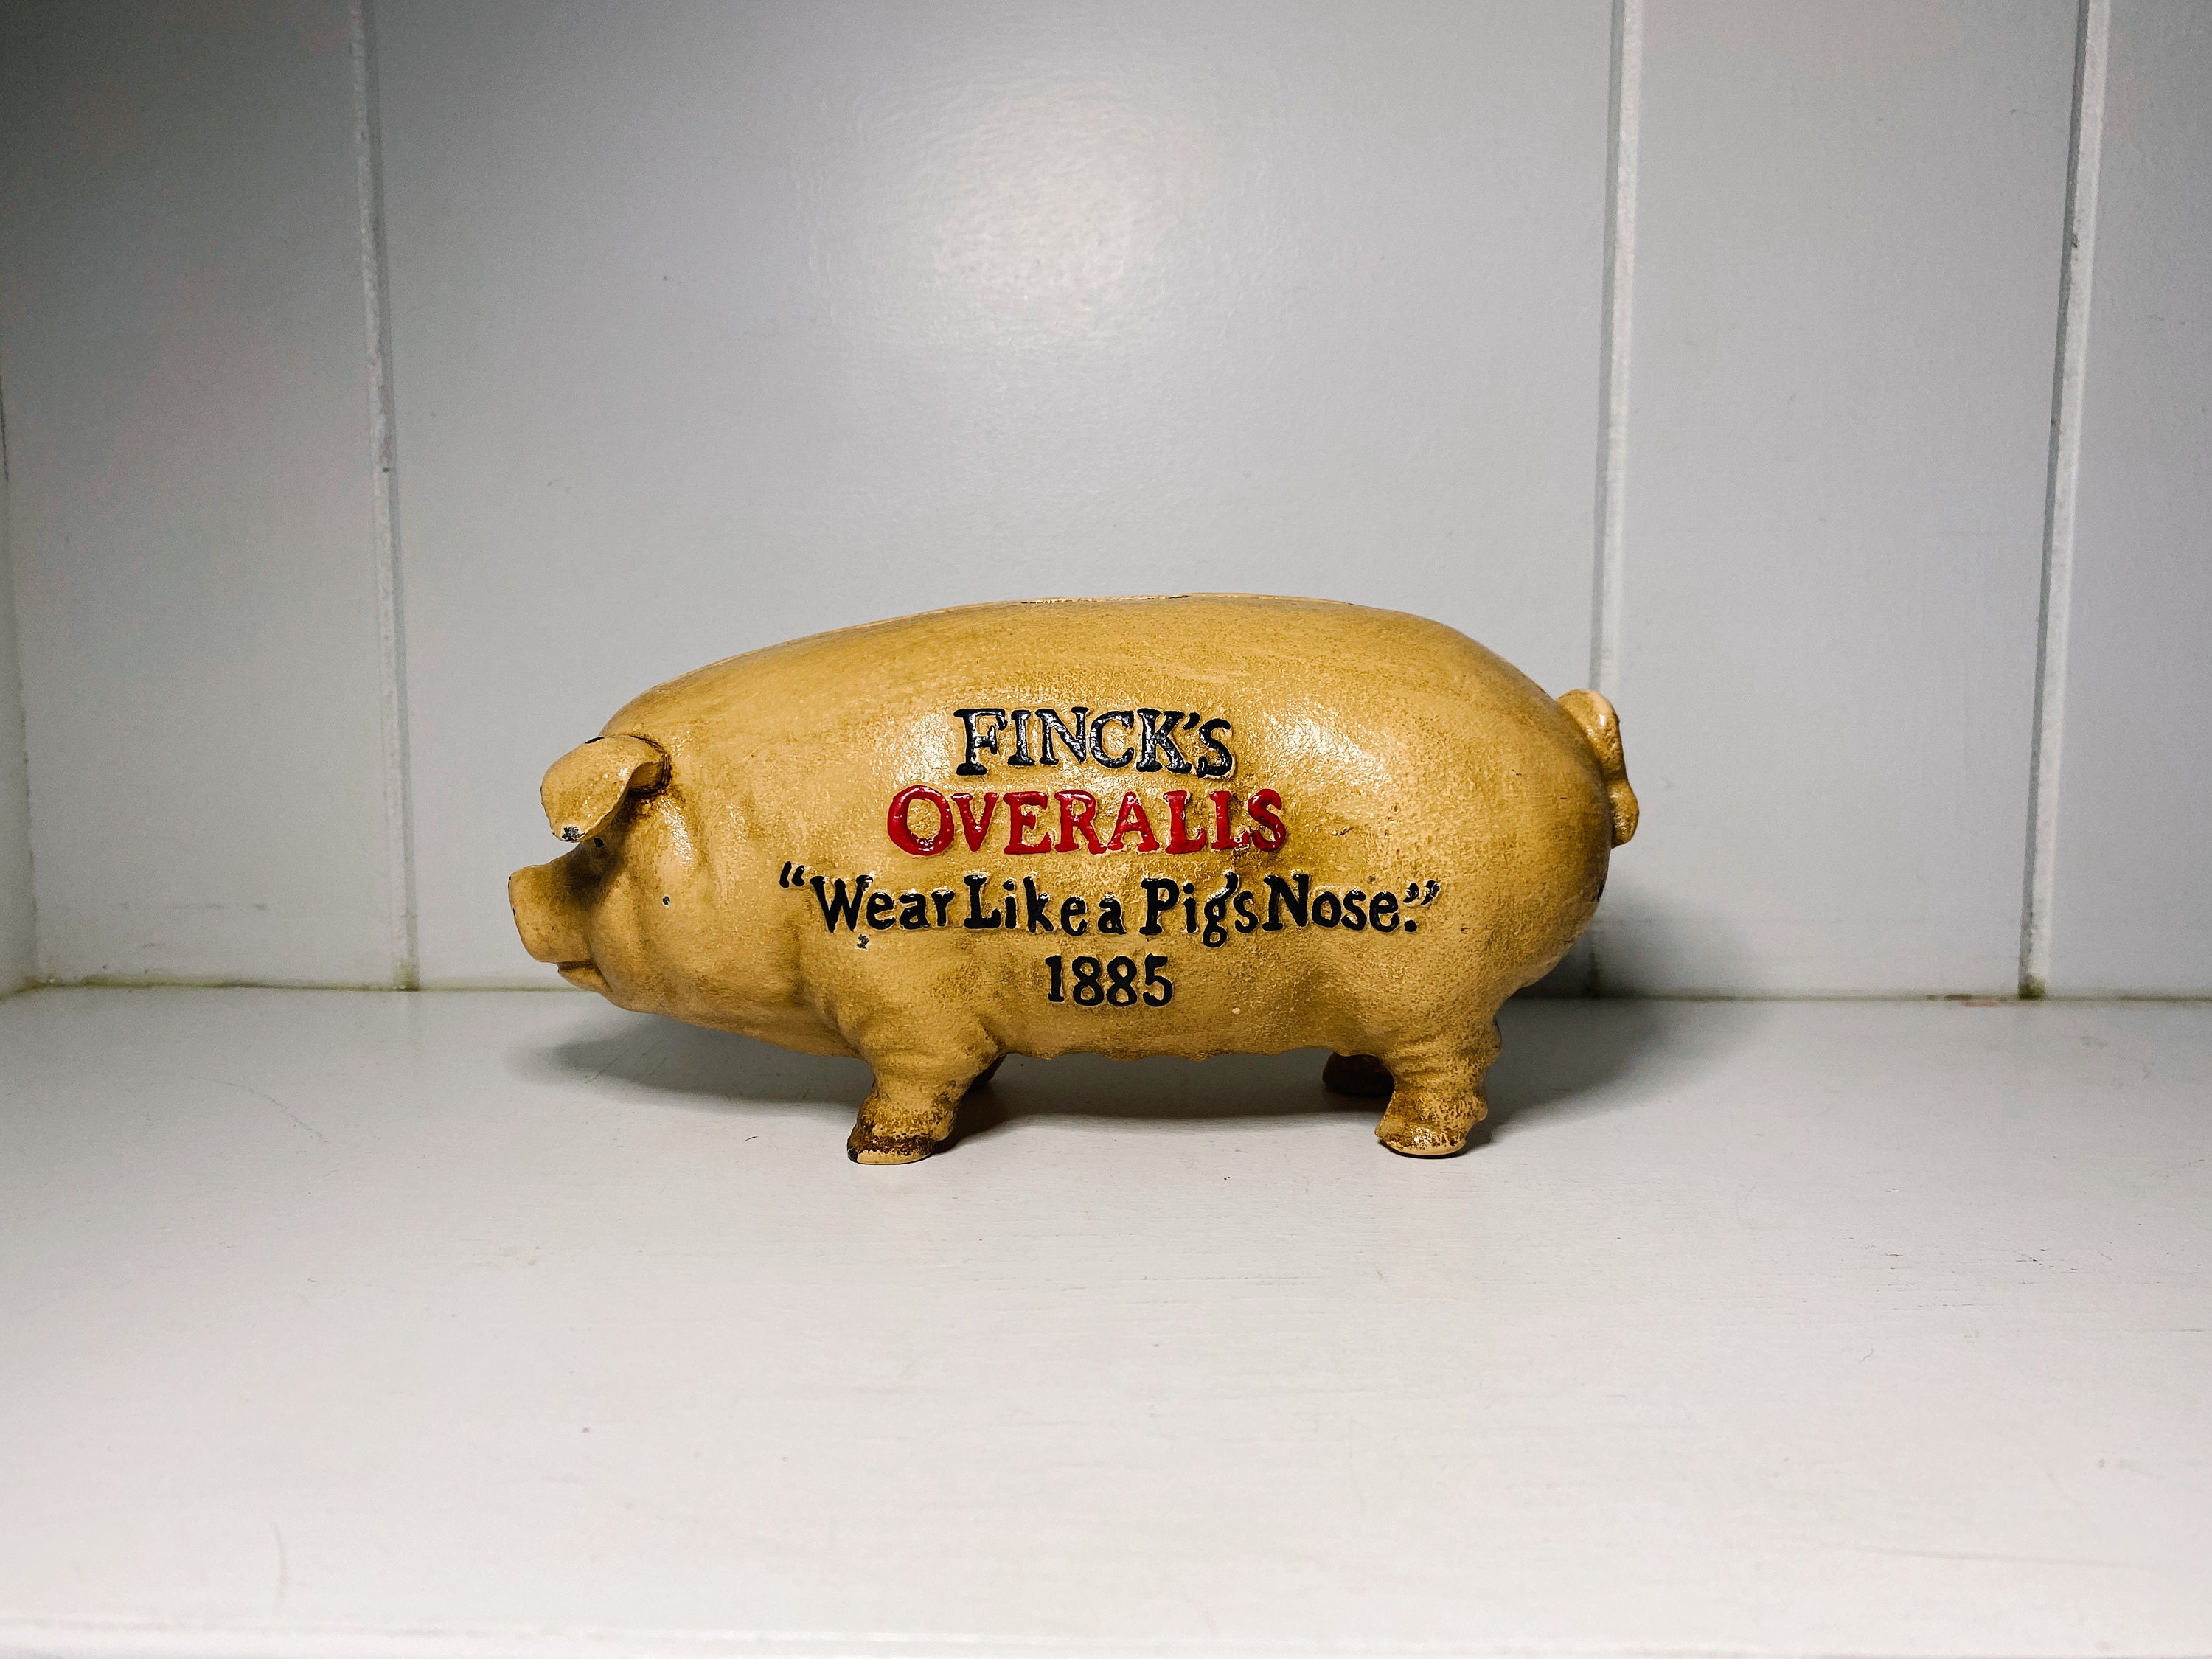 FINCK'S
OVERALLS
“Wear Like a Pig's Nose.”
1885